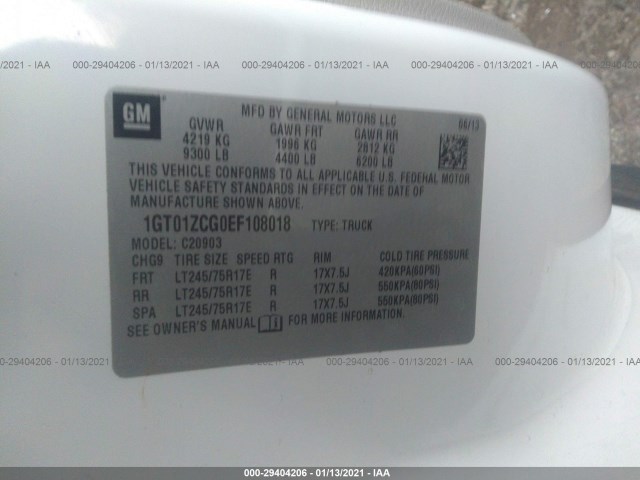 000-29404206 - 01/13/2021 - IAA
GM
MFD BY GENERAL MOTORS LLC
06/13
GVWR GAWR FRT GAWR RR
4219 KG 1996 KG 2812 KG
9300 LB 4400 LB 6200 LB
THIS VEHICLE CONFORMS TO ALL APPLICABLE U.S. FEDERAL MOTOR
VEHICLE SAFETY STANDARDS IN EFFECT ON THE DATE OF
MANUFACTURE SHOWN ABOVE.
1GT01ZCG0EF108018 TYPE: TRUCK
MODEL: C20903
CHG9 TIRE SIZE SPEED RTG RIM COLD TIRE PRESSURE
FRT LT245/75R17E R 17X7.5J 420KPA(60PSI)
RR LT245/75R17E R 17X7.5J 550KPA(80PSI)
SPA LT245/75R17E R 17X7.5J 550KPA(80PSI)
SEE OWNER'S MANUAL FOR MORE INFORMATION.
000-29404206 - 01/13/2021 - IAA
000-29404206 - 01/13/2021 - IAA